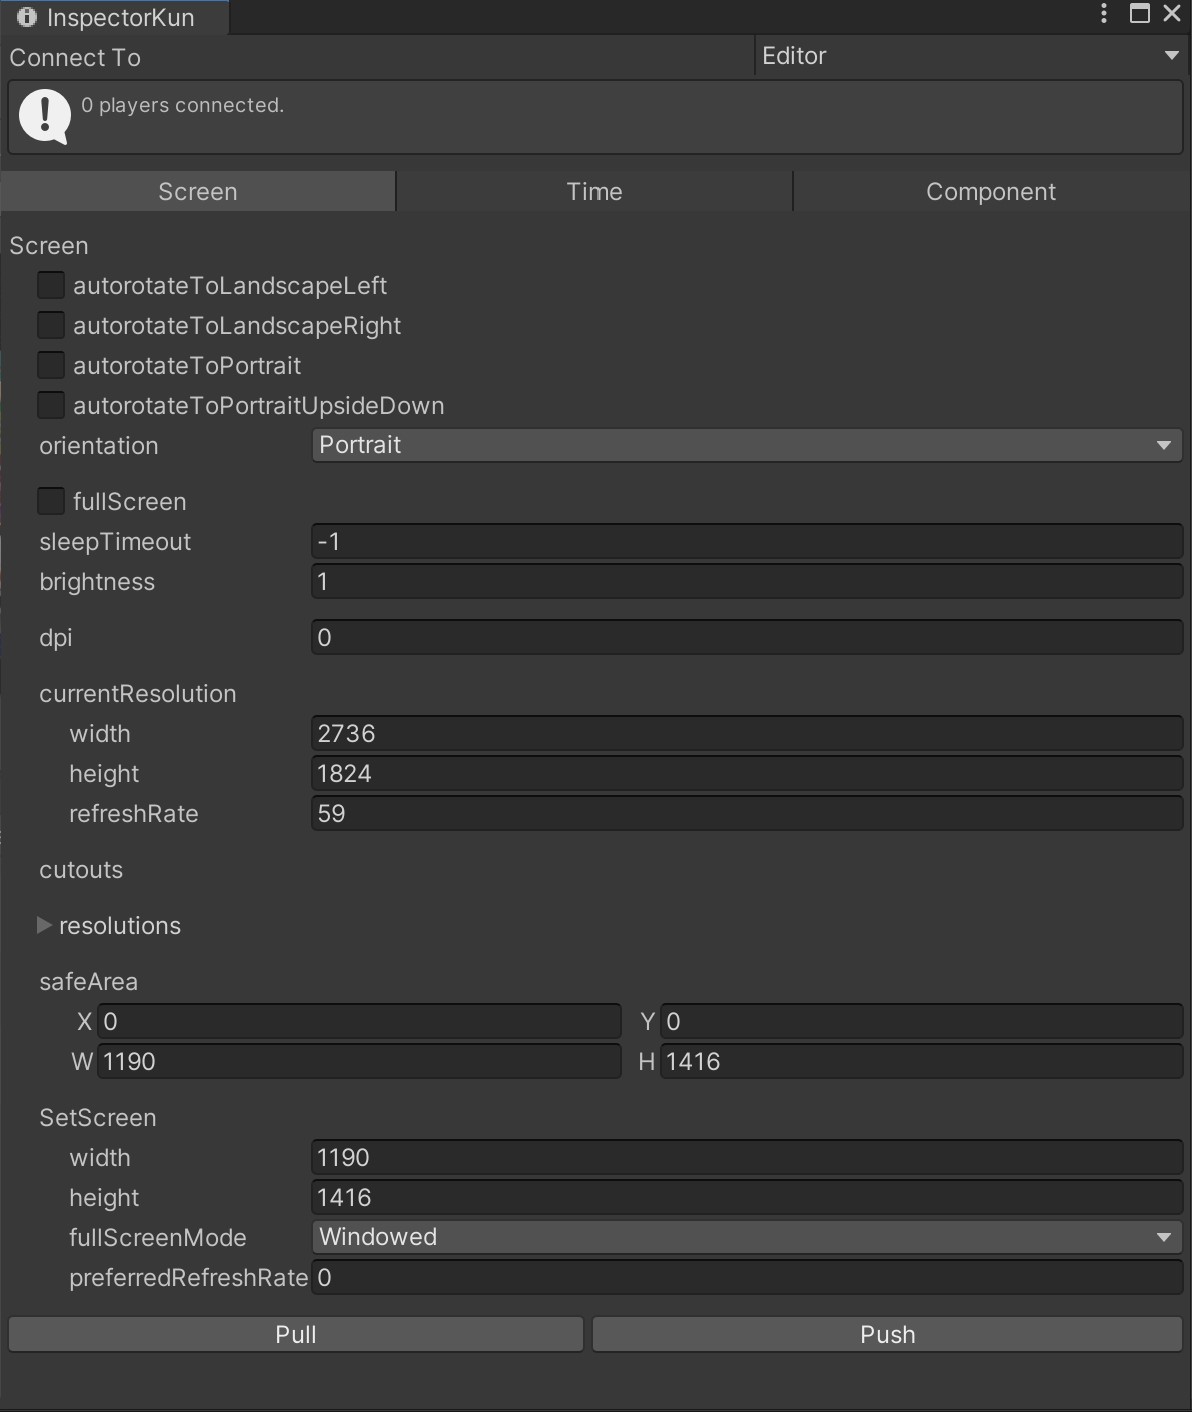 InspectorKun
Connect To Editor
0 players connected.
Screen Time Component
Screen
autorotateToLandscapeLeft
autorotateToLandscapeRight
autorotateToPortrait
autorotateToPortraitUpsideDown
orientation Portrait
fullScreen
sleepTimeout -1
brightness 1
dpi 0
currentResolution
width 2736
height 1824
refreshRate 59
cutouts
resolutions
safeArea
X 0 Y 0
W 1190 H 1416
SetScreen
width 1190
height 1416
fullScreenMode Windowed
preferredRefreshRate 0
Pull Push